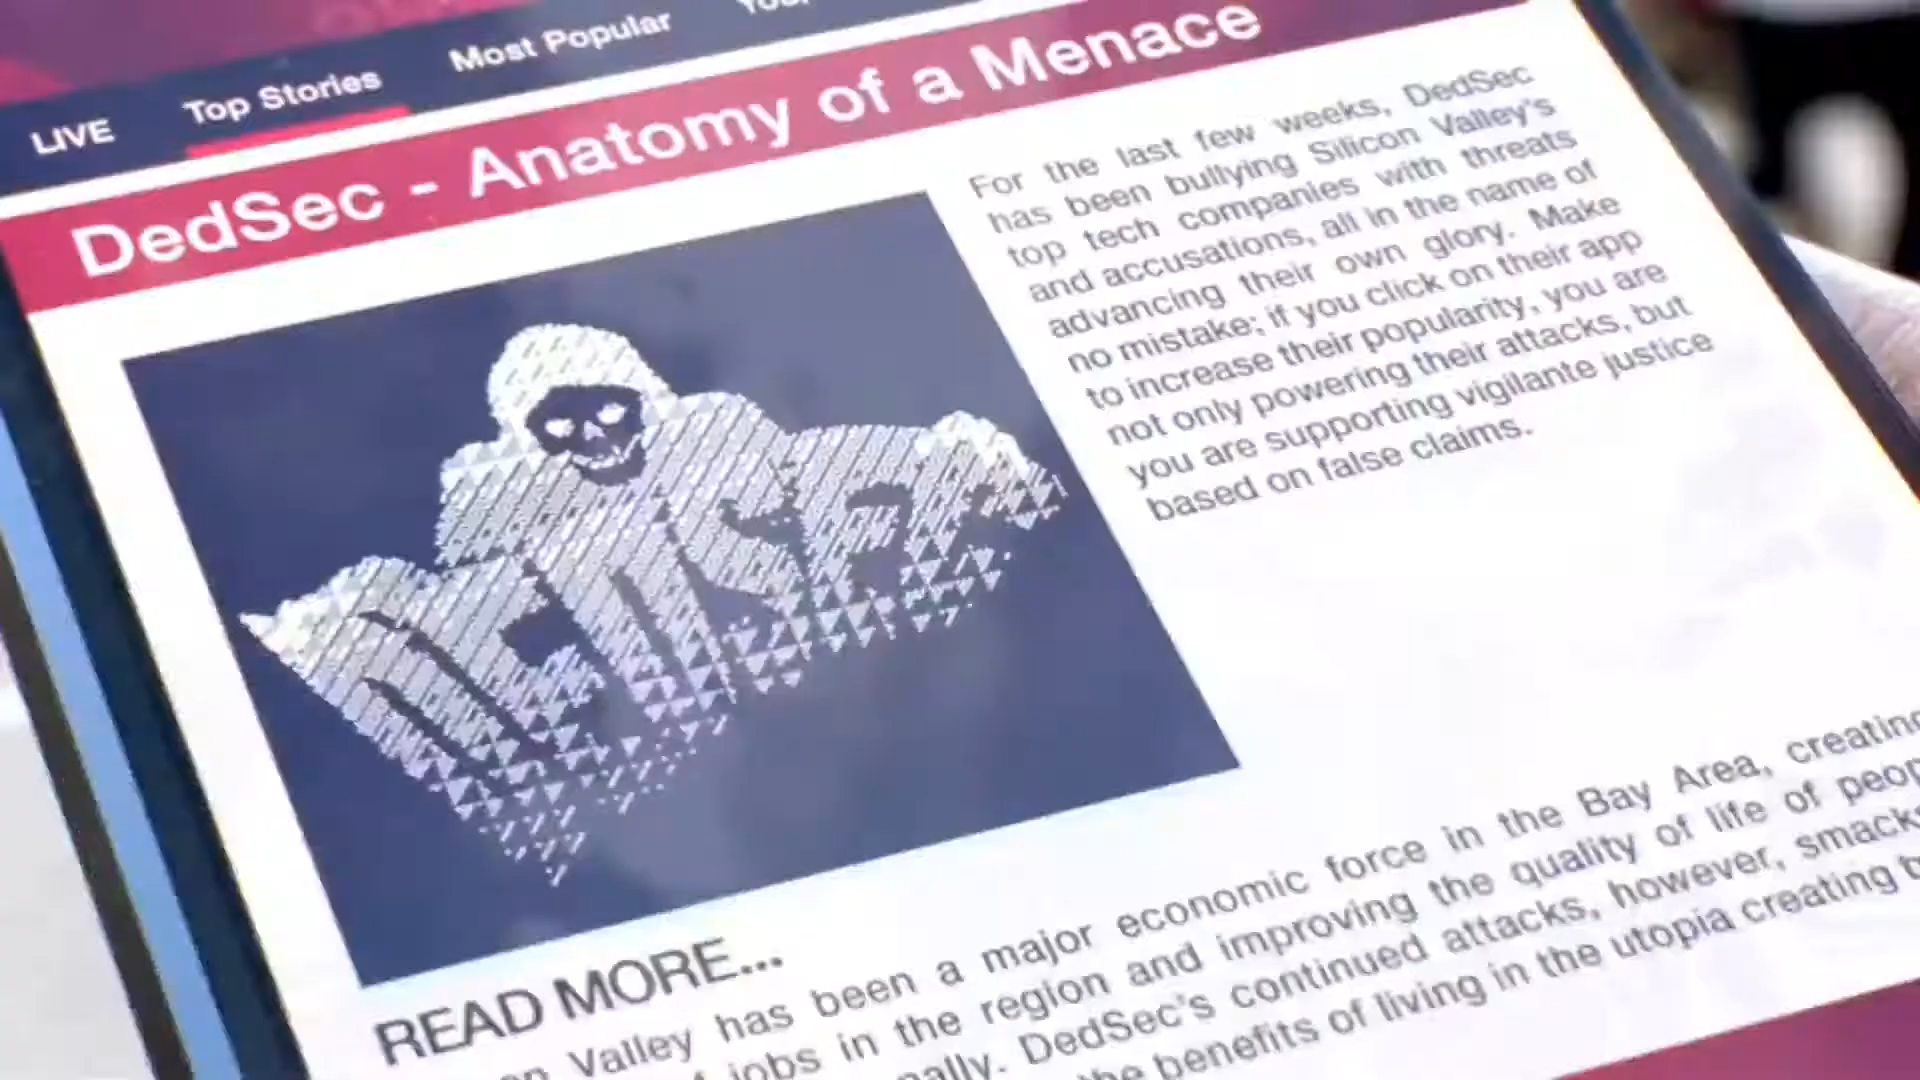 LIVE Top Stories Most Popular
DedSec - Anatomy of a Menace
For the last few weeks, DedSec
has been bullying Silicon Valley's
top tech companies with threats
and accusations, all in the name of
advancing their own glory. Make
no mistake; if you click on their app
to increase their popularity, you are
not only powering their attacks, but
you are supporting vigilante justice
based on false claims.
DEDSEC
READ MORE...
Valley has been a major economic force in the Bay Area, creating
jobs in the region and improving the quality of life of
DedSec's continued attacks, however,
the benefits of living in the utopia creating